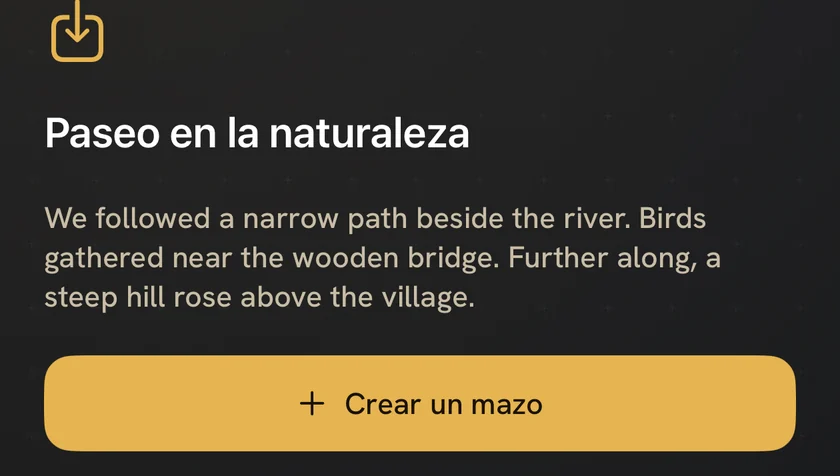 Paseo en la naturaleza
We followed a narrow path beside the river. Birds
gathered near the wooden bridge. Further along, a
steep hill rose above the village.
Crear un mazo